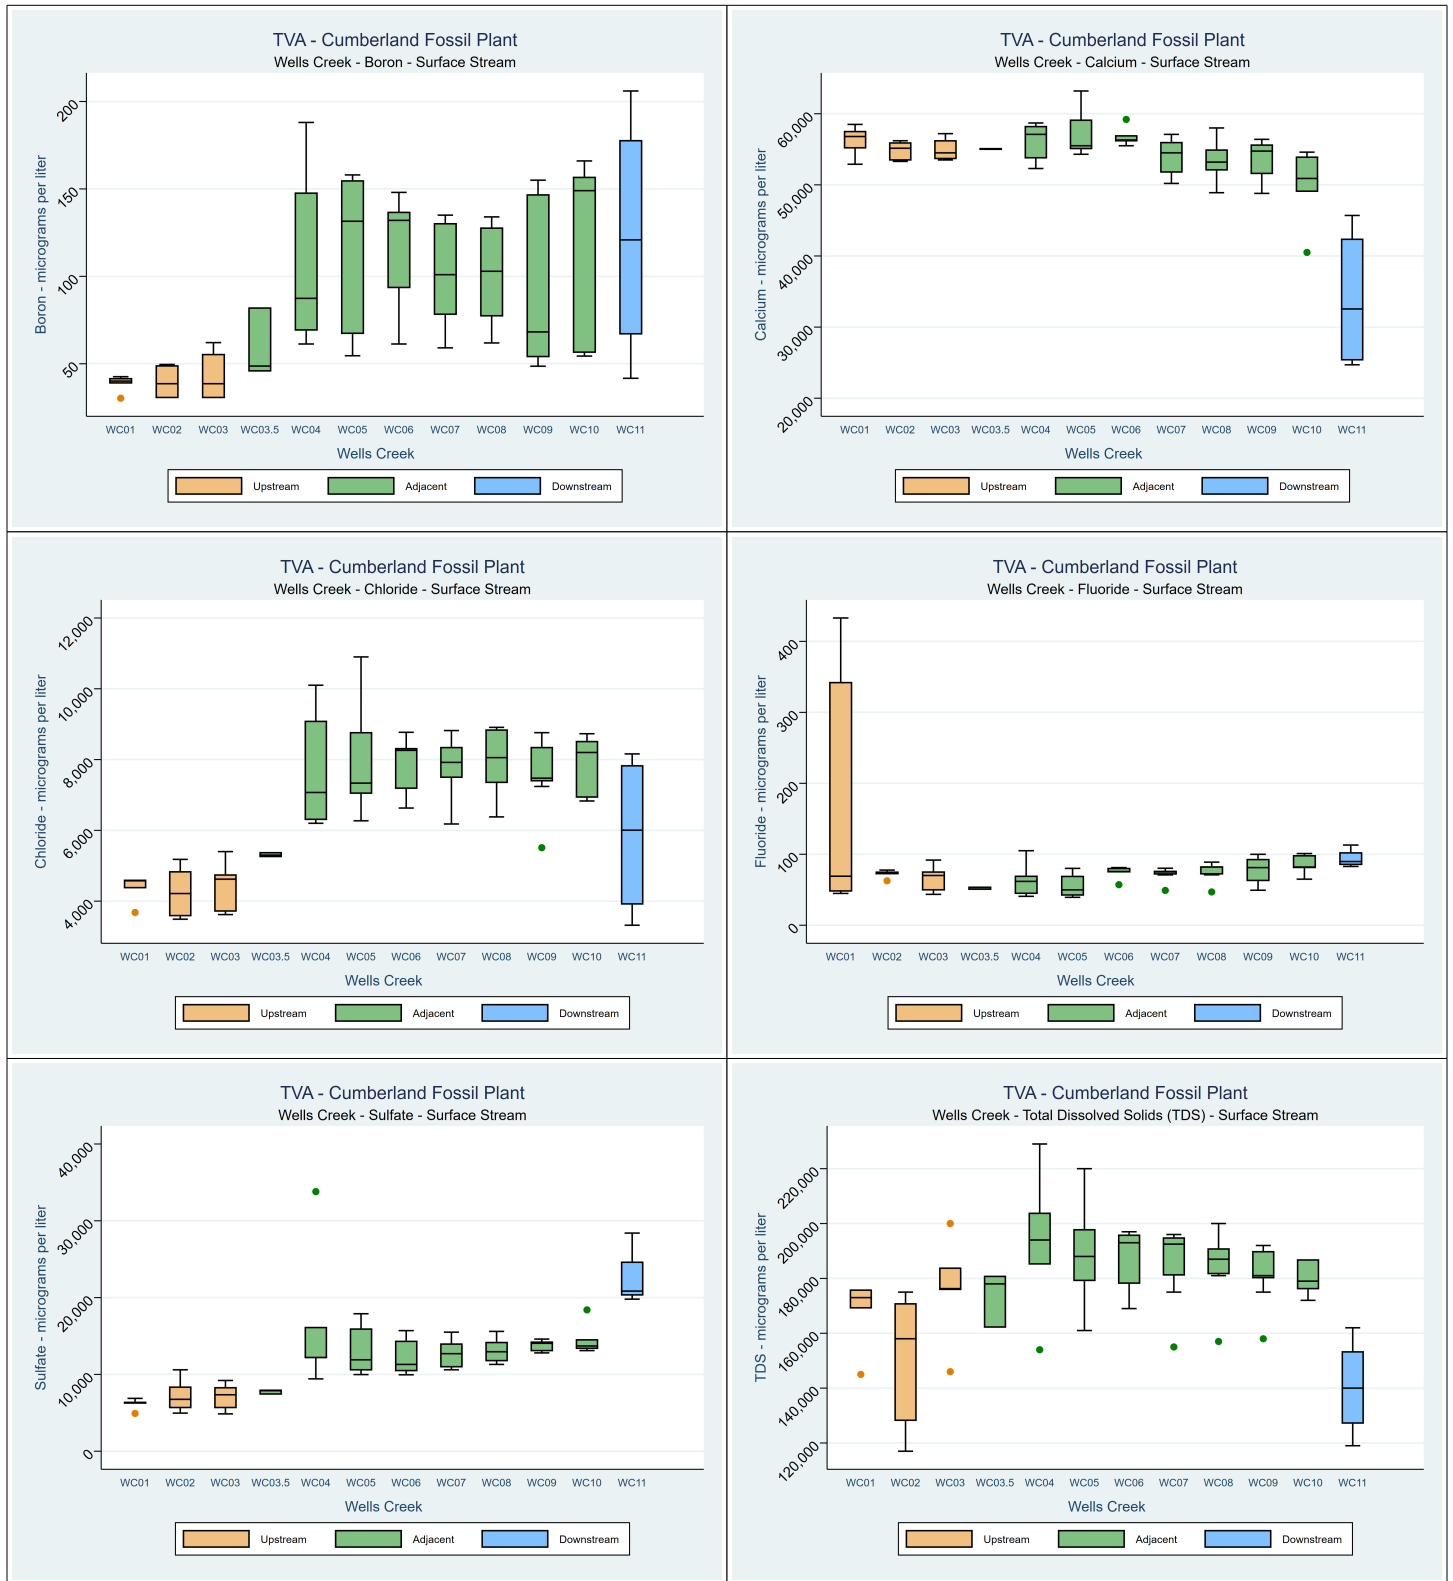 TVA - Cumberland Fossil Plant
Wells Creek - Boron - Surface Stream
Boron - micrograms per liter
200
150
100
50
WC01 WC02 WC03 WC03.5 WC04 WC05 WC06 WC07 WC08 WC09 WC10 WC11
Wells Creek
Upstream Adjacent Downstream
TVA - Cumberland Fossil Plant
Wells Creek - Calcium - Surface Stream
Calcium - micrograms per liter
60,000
50,000
40,000
30,000
20,000
WC01 WC02 WC03 WC03.5 WC04 WC05 WC06 WC07 WC08 WC09 WC10 WC11
Wells Creek
Upstream Adjacent Downstream
TVA - Cumberland Fossil Plant
Wells Creek - Chloride - Surface Stream
Chloride - micrograms per liter
12,000
10,000
8,000
6,000
4,000
WC01 WC02 WC03 WC03.5 WC04 WC05 WC06 WC07 WC08 WC09 WC10 WC11
Wells Creek
Upstream Adjacent Downstream
TVA - Cumberland Fossil Plant
Wells Creek - Fluoride - Surface Stream
Fluoride - micrograms per liter
400
300
200
100
0
WC01 WC02 WC03 WC03.5 WC04 WC05 WC06 WC07 WC08 WC09 WC10 WC11
Wells Creek
Upstream Adjacent Downstream
TVA - Cumberland Fossil Plant
Wells Creek - Sulfate - Surface Stream
Sulfate - micrograms per liter
40,000
30,000
20,000
10,000
0
WC01 WC02 WC03 WC03.5 WC04 WC05 WC06 WC07 WC08 WC09 WC10 WC11
Wells Creek
Upstream Adjacent Downstream
TVA - Cumberland Fossil Plant
Wells Creek - Total Dissolved Solids (TDS) - Surface Stream
TDS - micrograms per liter
220,000
200,000
180,000
160,000
140,000
120,000
WC01 WC02 WC03 WC03.5 WC04 WC05 WC06 WC07 WC08 WC09 WC10 WC11
Wells Creek
Upstream Adjacent Downstream